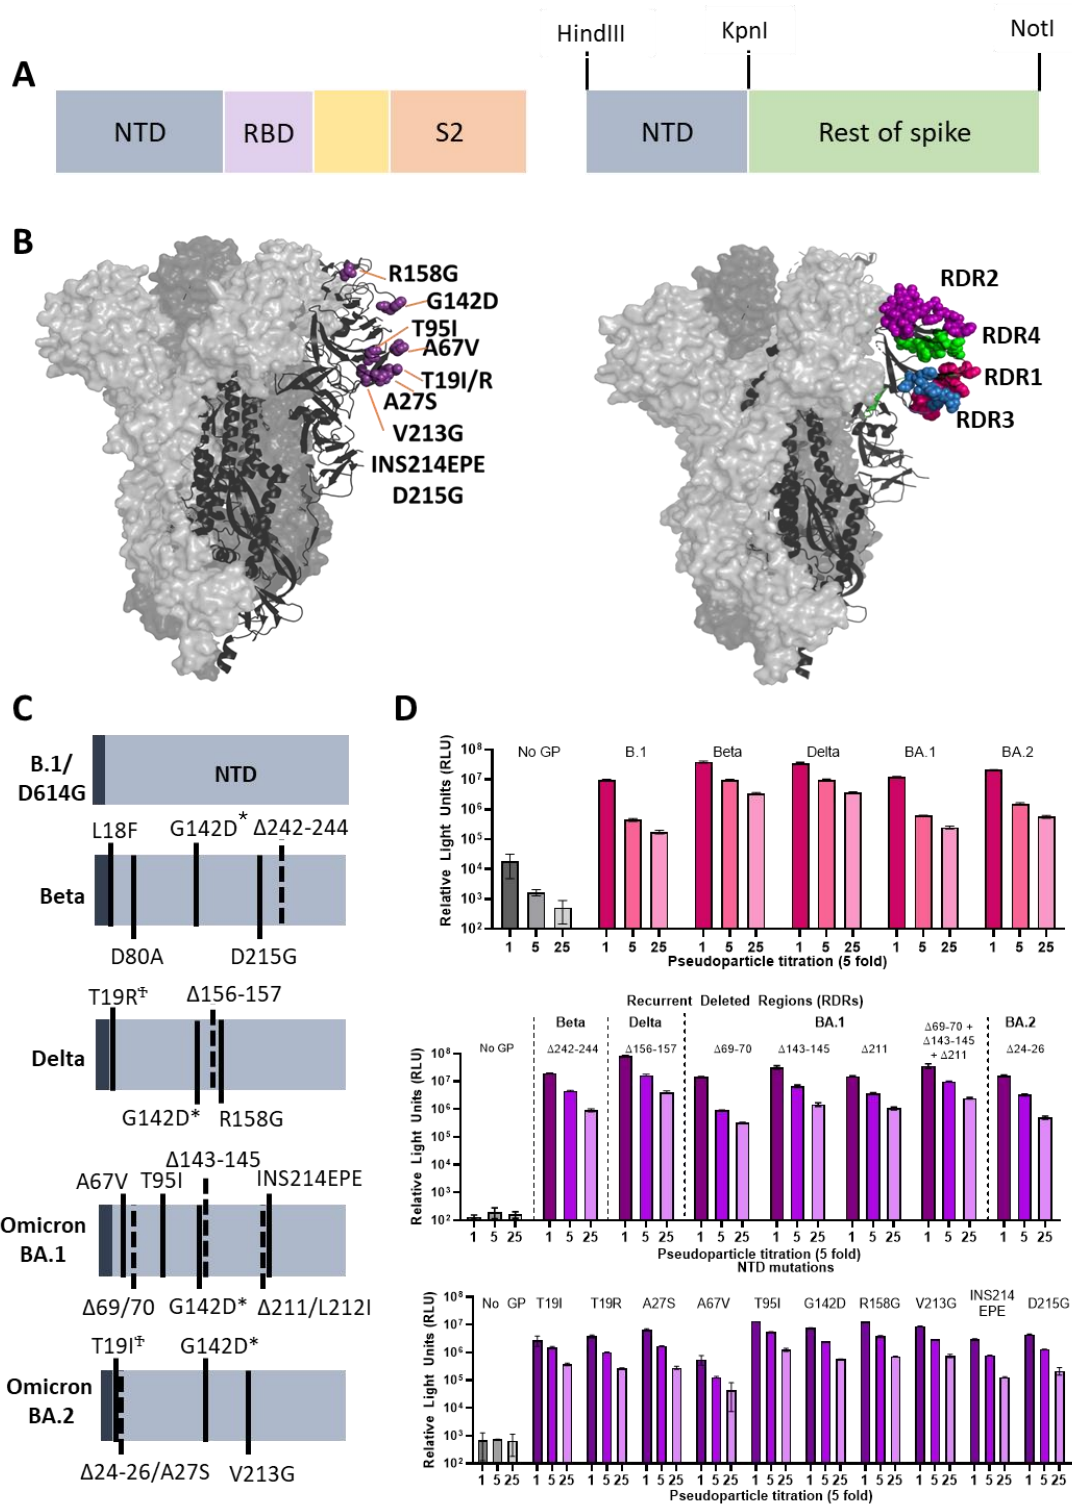 A
NTD
RBD
S2
HindIII
KpnI
NotI
NTD
Rest of spike
B
R158G
G142D
T95I
A67V
T19I/R
A27S
V213G
INS214EPE
D215G
RDR2
RDR4
RDR1
RDR3
C
B.1/
D614G
NTD
L18F
G142D*
Δ242-244
Beta
D80A
D215G
T19R☥
Δ156-157
Delta
G142D*
R158G
Δ143-145
A67V
T95I
INS214EPE
Omicron
BA.1
Δ69/70
G142D*
Δ211/L212I
T19I☥
G142D*
Omicron
BA.2
Δ24-26/A27S
V213G
D
Relative Light Units (RLU)
10⁸
10⁷
10⁶
10⁵
10⁴
10³
10²
No GP
B.1
Beta
Delta
BA.1
BA.2
1 5 25 1 5 25 1 5 25 1 5 25 1 5 25 1 5 25
Pseudoparticle titration (5 fold)
Recurrent Deleted Regions (RDRs)
Beta
Delta
BA.1
BA.2
No GP
Δ242-244
Δ156-157
Δ69-70
Δ143-145
Δ211
Δ69-70 +
Δ143-145
+ Δ211
Δ24-26
Relative Light Units (RLU)
10⁸
10⁷
10⁶
10⁵
10⁴
10³
10²
1 5 25 1 5 25 1 5 25 1 5 25 1 5 25 1 5 25 1 5 25 1 5 25
Pseudoparticle titration (5 fold)
NTD mutations
Relative Light Units (RLU)
10⁸
10⁷
10⁶
10⁵
10⁴
10³
10²
No GP
T19I
T19R
A27S
A67V
T95I
G142D
R158G
V213G
INS214
EPE
D215G
1 5 25 1 5 25 1 5 25 1 5 25 1 5 25 1 5 25 1 5 25 1 5 25 1 5 25 1 5 25 1 5 25
Pseudoparticle titration (5 fold)